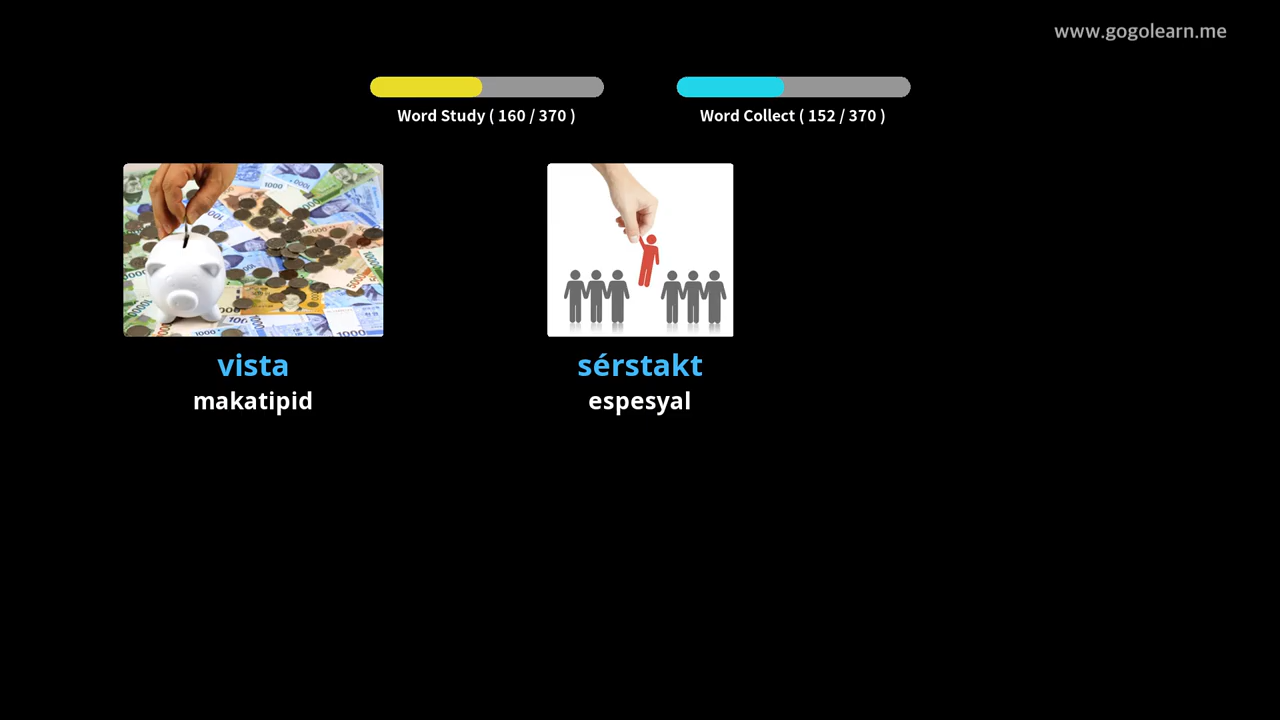 www.gogolearn.me
Word Study ( 160 / 370 )
Word Collect ( 152 / 370 )
vista
makatipid
sérstakt
espesyal